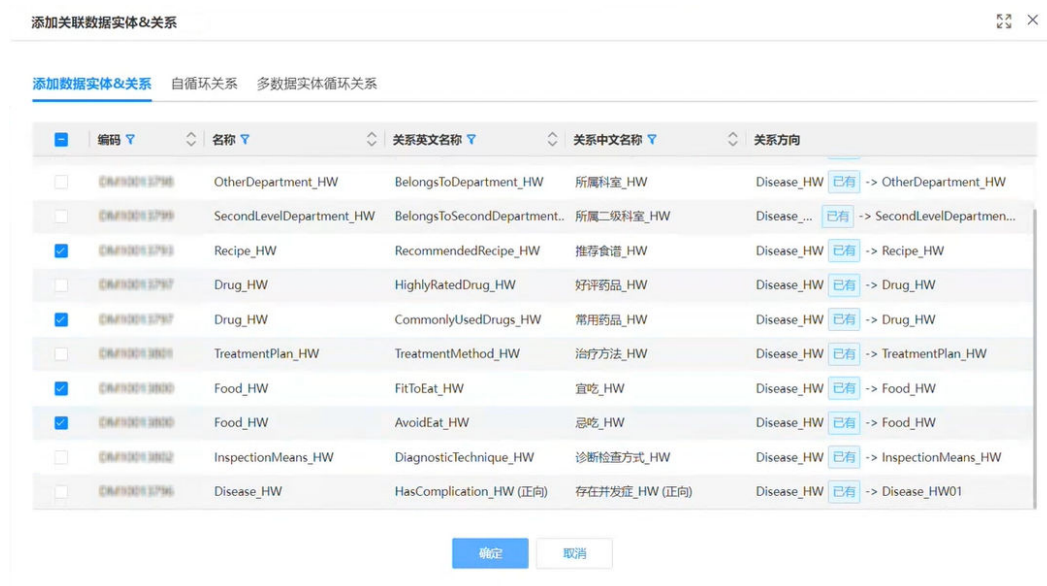 添加关联数据实体&关系
添加数据实体&关系 自循环关系 多数据实体循环关系
编码 名称 关系英文名称 关系中文名称 关系方向
OtherDepartment_HW BelongsToDepartment_HW 所属科室_HW Disease_HW 已有 -> OtherDepartment_HW
SecondLevelDepartment_HW BelongsToSecondDepartment.. 所属二级科室_HW Disease_... 已有 -> SecondLevelDepartmen...
Recipe_HW RecommendedRecipe_HW 推荐食谱_HW Disease_HW 已有 -> Recipe_HW
Drug_HW HighlyRatedDrug_HW 好评药品_HW Disease_HW 已有 -> Drug_HW
Drug_HW CommonlyUsedDrugs_HW 常用药品_HW Disease_HW 已有 -> Drug_HW
TreatmentPlan_HW TreatmentMethod_HW 治疗方法_HW Disease_HW 已有 -> TreatmentPlan_HW
Food_HW FitToEat_HW 宜吃_HW Disease_HW 已有 -> Food_HW
Food_HW AvoidEat_HW 忌吃_HW Disease_HW 已有 -> Food_HW
InspectionMeans_HW DiagnosticTechnique_HW 诊断检查方式_HW Disease_HW 已有 -> InspectionMeans_HW
Disease_HW HasComplication_HW (正向) 存在并发症_HW (正向) Disease_HW 已有 -> Disease_HW01
确定 取消